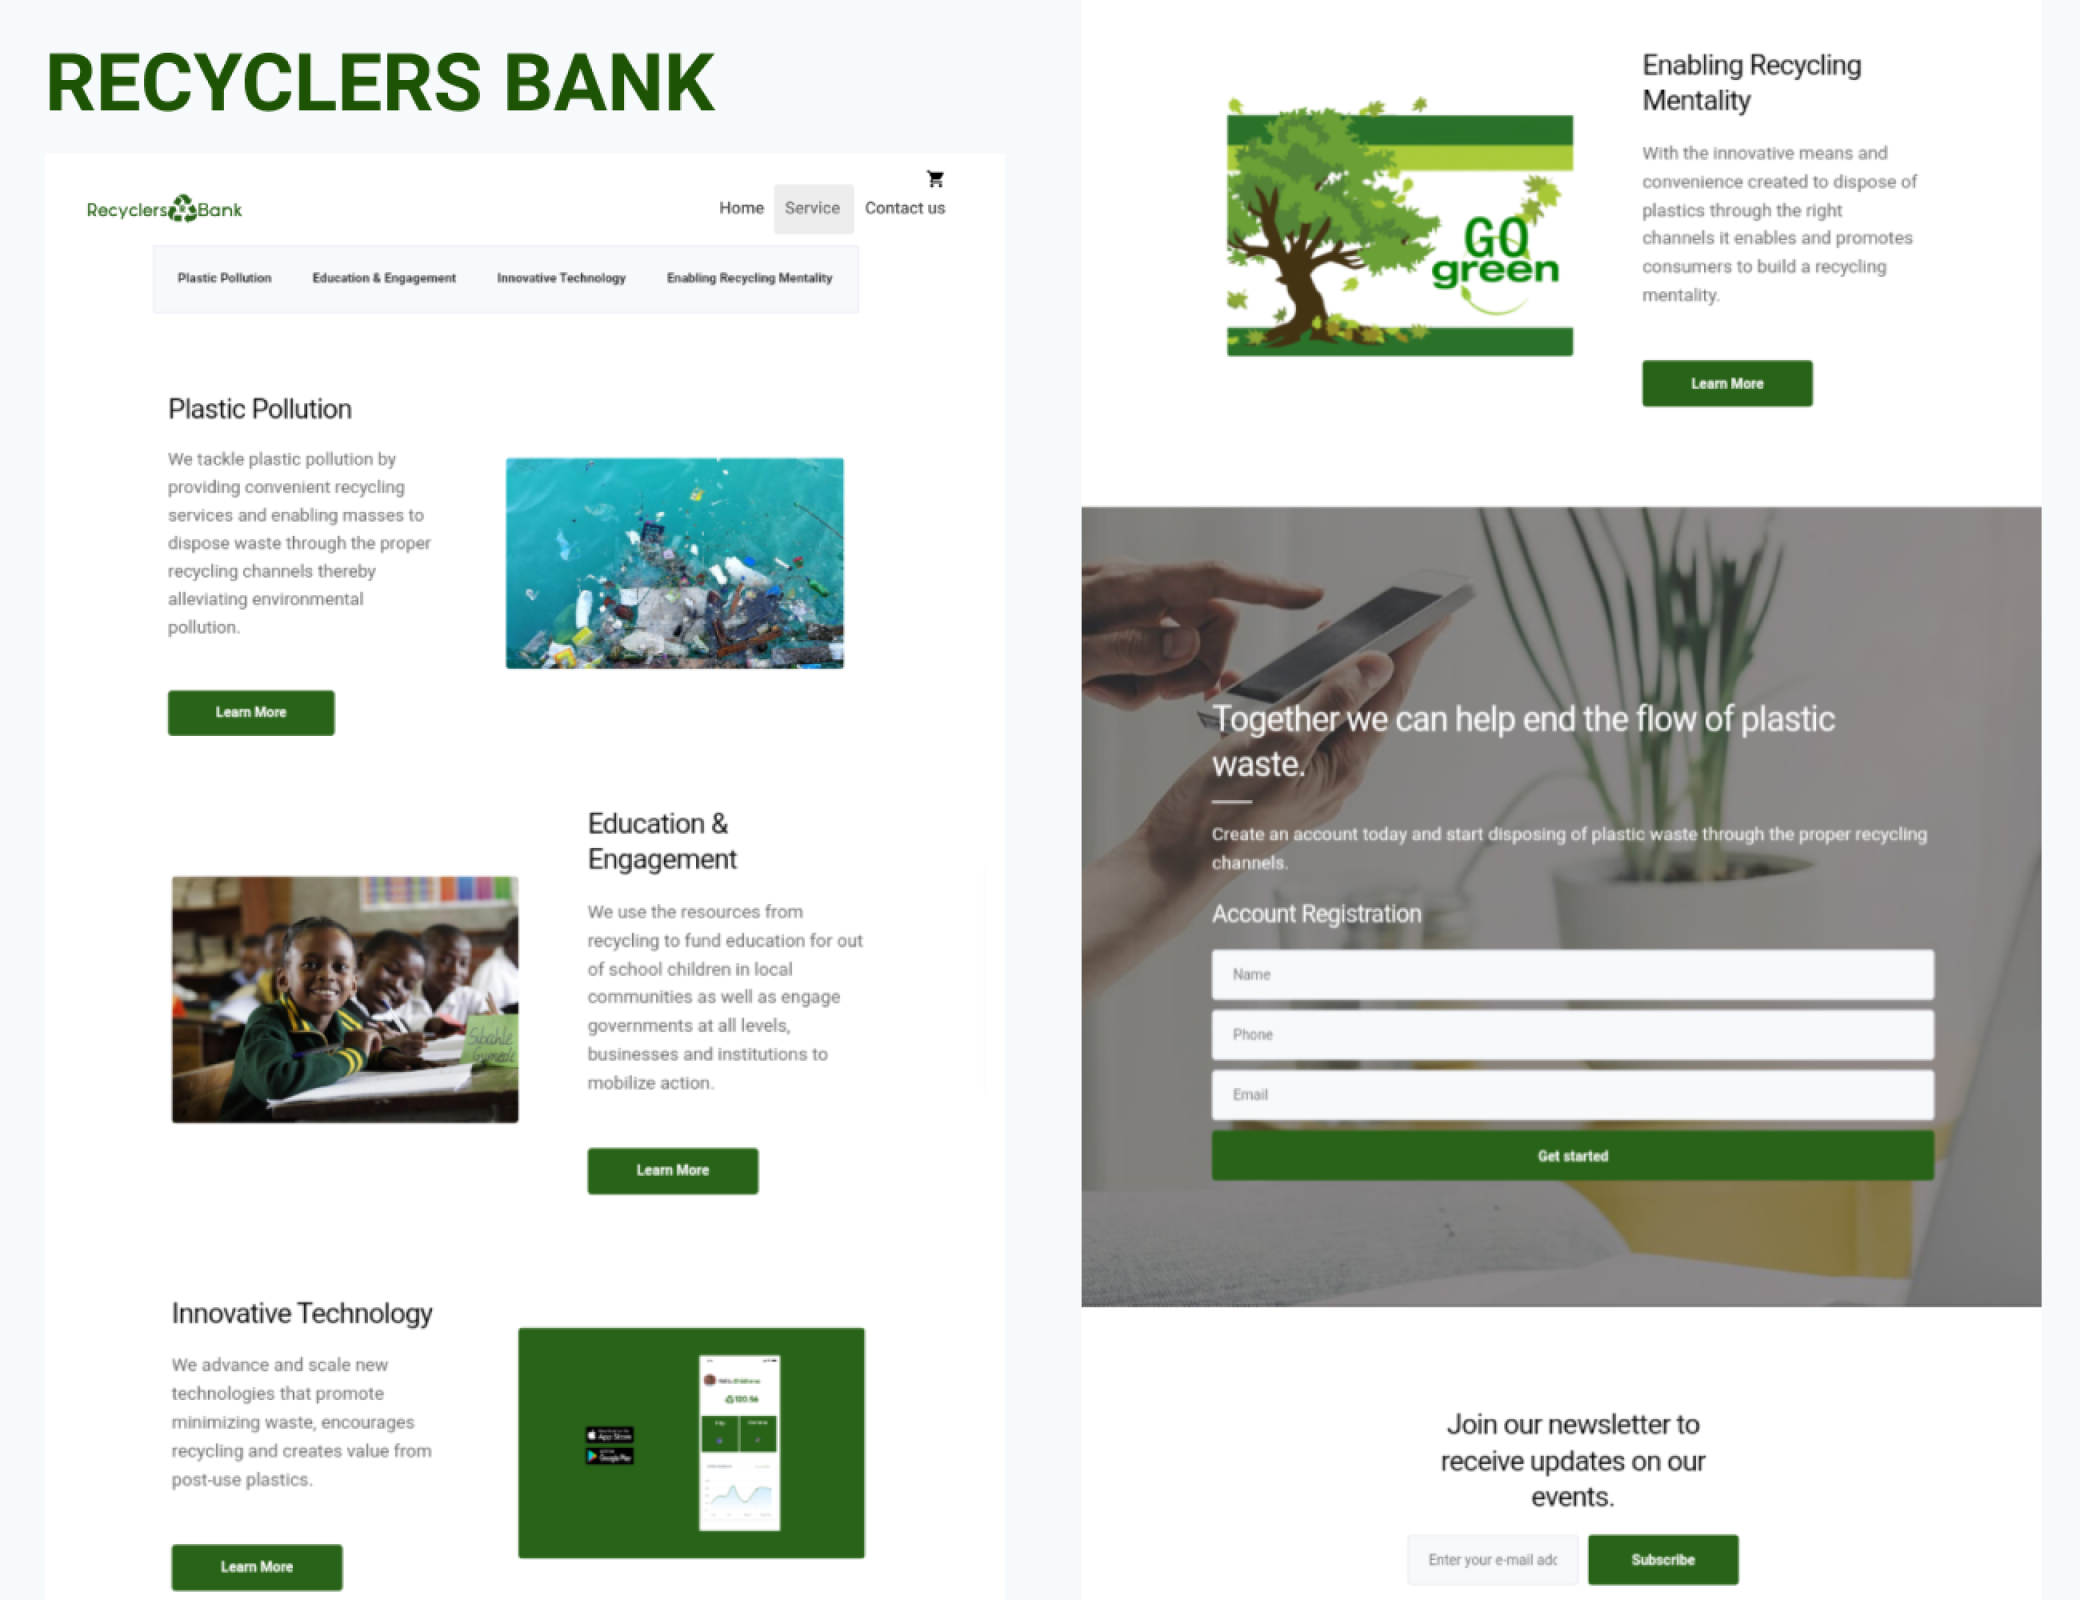 RECYCLERS BANK
Recyclers Bank
Home
Service
Contact us
Plastic Pollution
Education & Engagement
Innovative Technology
Enabling Recycling Mentality
Plastic Pollution
We tackle plastic pollution by
providing convenient recycling
services and enabling masses to
dispose waste through the proper
recycling channels thereby
alleviating environmental
pollution.
Learn More
Education &
Engagement
We use the resources from
recycling to fund education for out
of school children in local
communities as well as engage
governments at all levels,
businesses and institutions to
mobilize action.
Learn More
Sibahle
Innovative Technology
We advance and scale new
technologies that promote
minimizing waste, encourages
recycling and creates value from
post-use plastics.
Learn More
App Store
Google Play
120.56
Enabling Recycling
Mentality
With the innovative means and
convenience created to dispose of
plastics through the right
channels it enables and promotes
consumers to build a recycling
mentality.
Learn More
GO
green
Together we can help end the flow of plastic
waste.
Create an account today and start disposing of plastic waste through the proper recycling
channels.
Account Registration
Name
Phone
Email
Get started
Join our newsletter to
receive updates on our
events.
Enter your e-mail adc
Subscribe